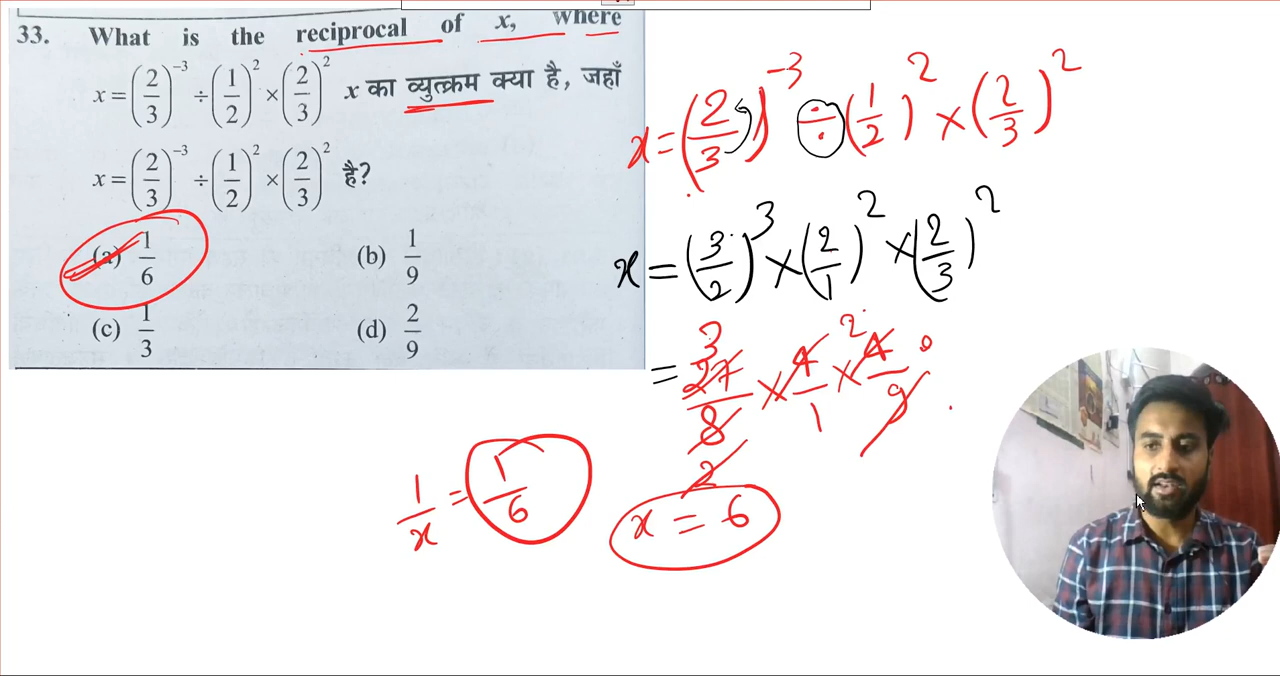 33. What is the reciprocal of x, where
x = (2/3)^-3 ÷ (1/2)^2 × (2/3)^2 x का व्युत्क्रम क्या है, जहाँ
x = (2/3)^-3 ÷ (1/2)^2 × (2/3)^2 है?
(a) 1/6 (b) 1/9
(c) 1/3 (d) 2/9
x = (2/3)^-3 ÷ (1/2)^2 × (2/3)^2
x = (3/2)^3 × (2/1)^2 × (2/3)^2
= 27/8 × 4/1 × 4/9
3 2
2
x = 6
1/x = 1/6